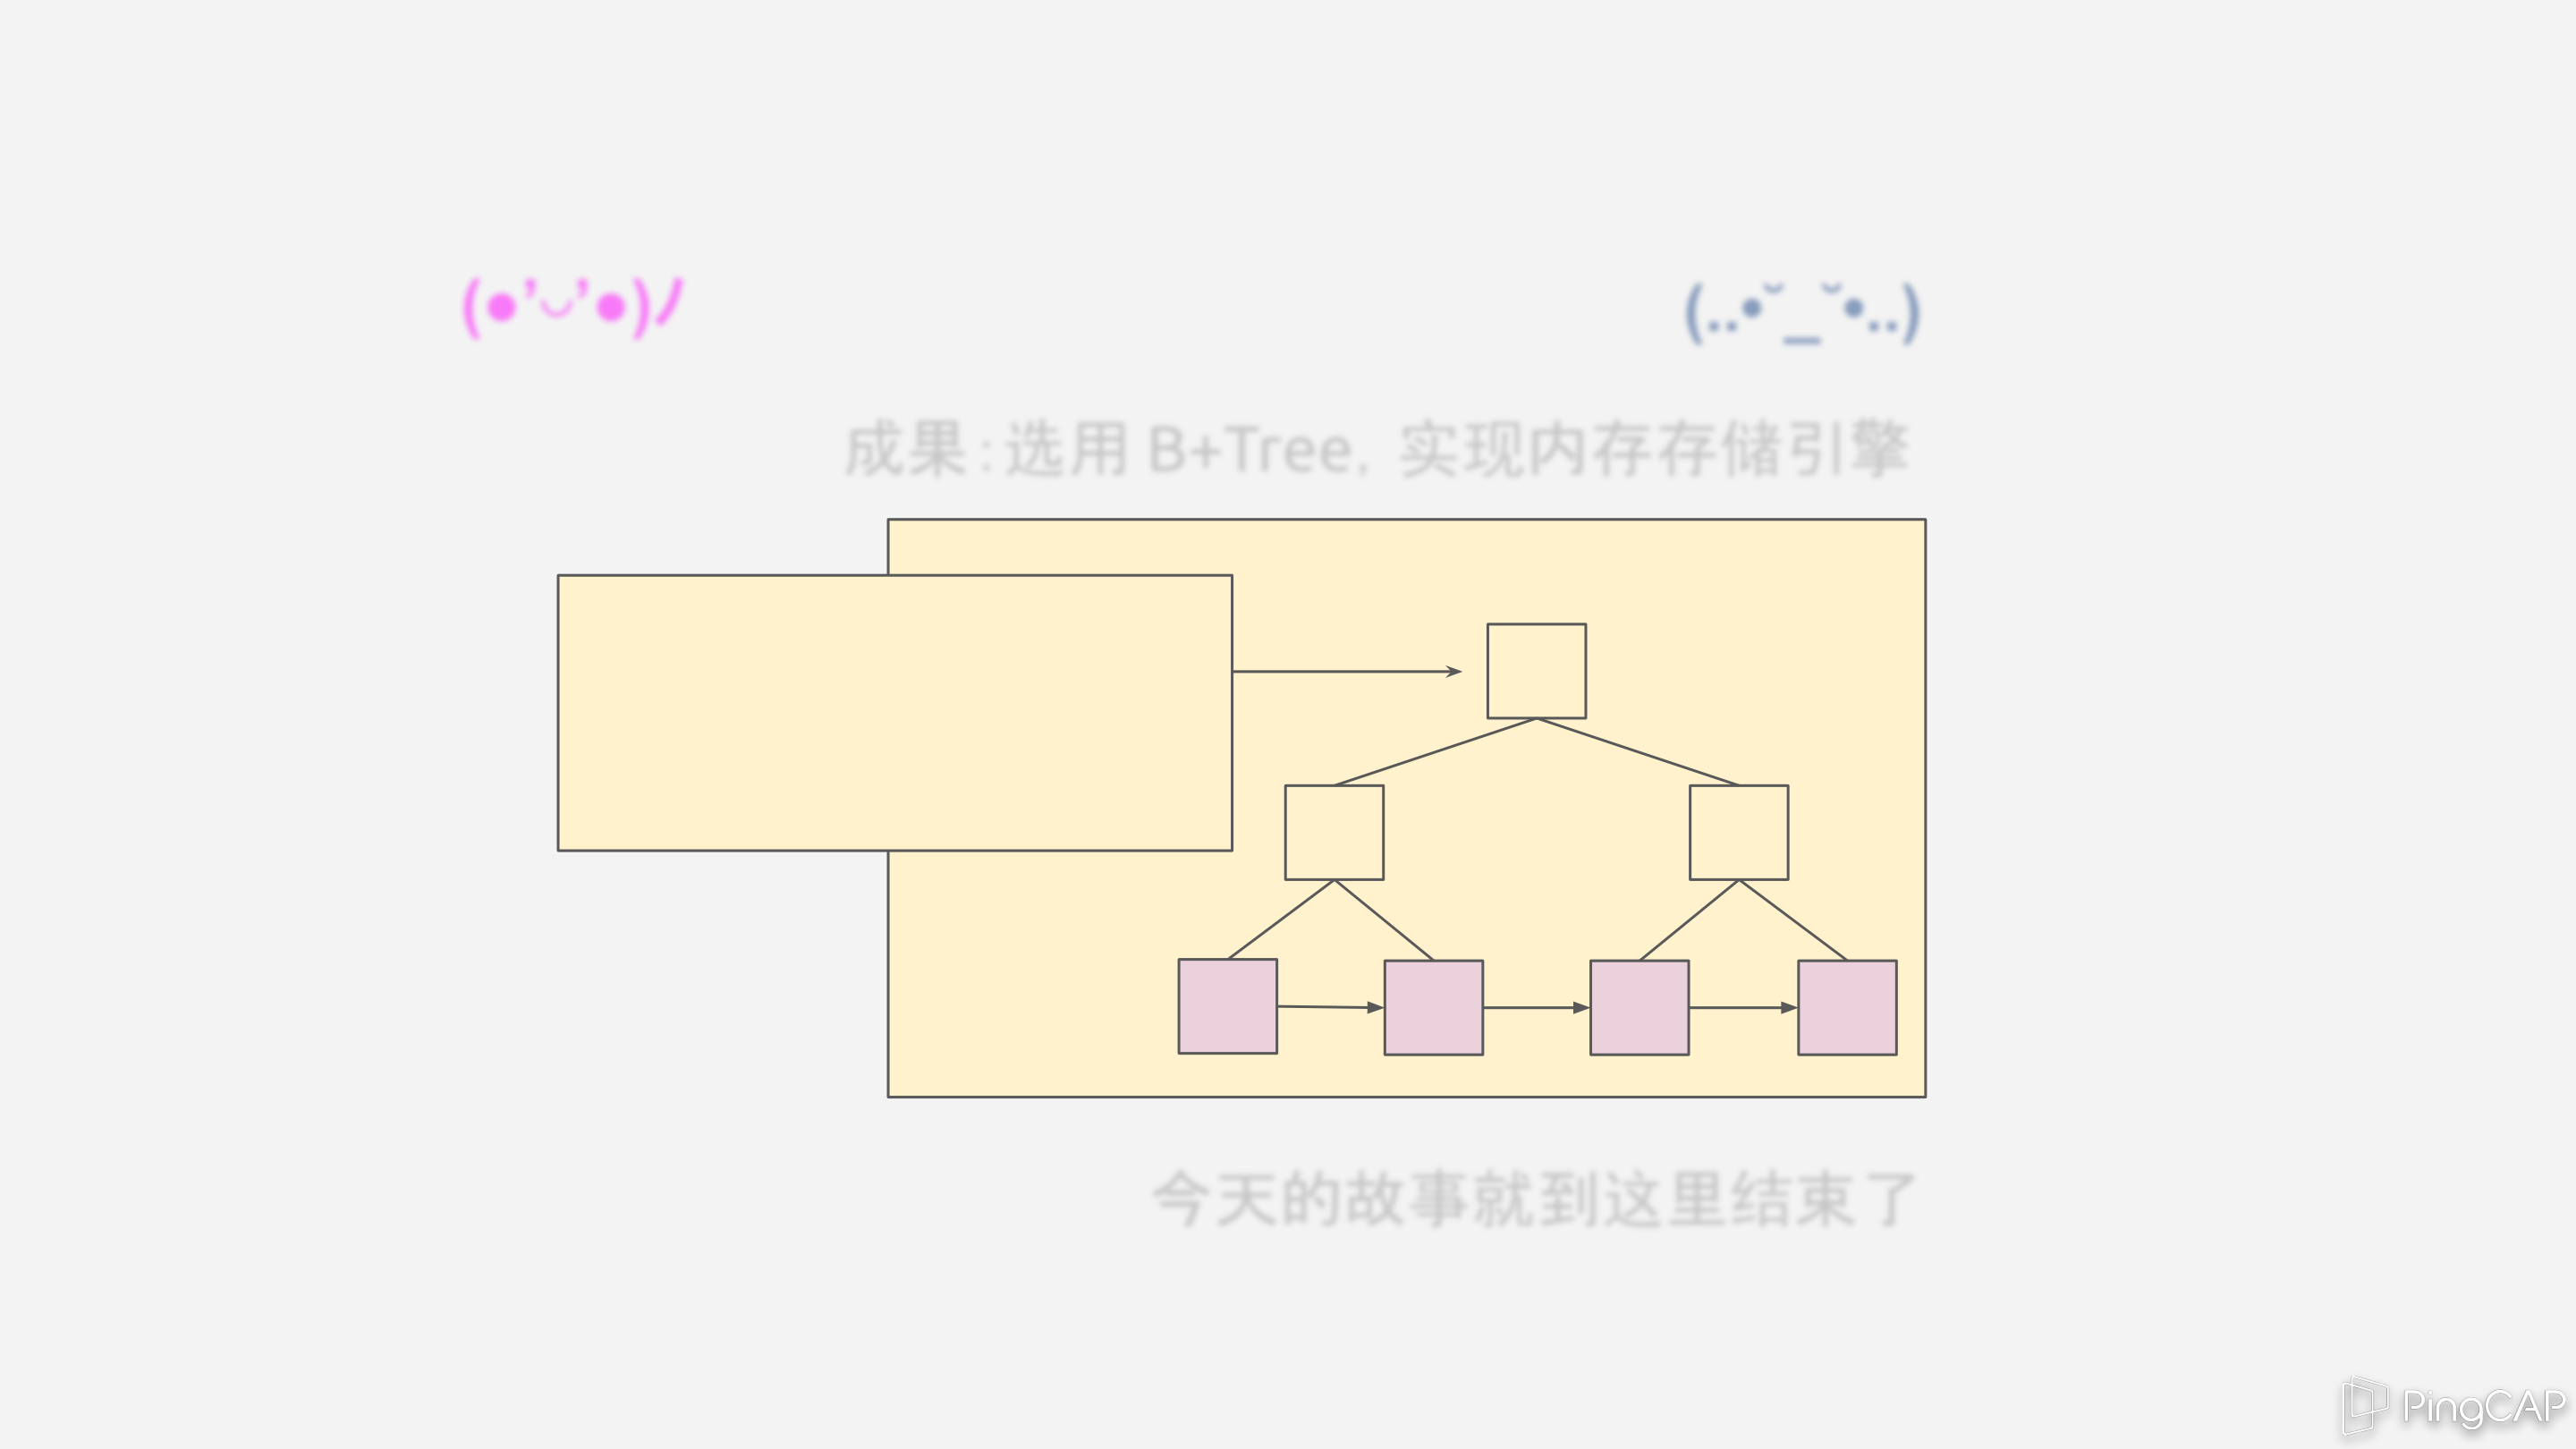 (●’◡’●)ﾉ
(..•˘_˘•..)
成果：选用 B+Tree，实现内存存储引擎
今天的故事就到这里结束了
PingCAP